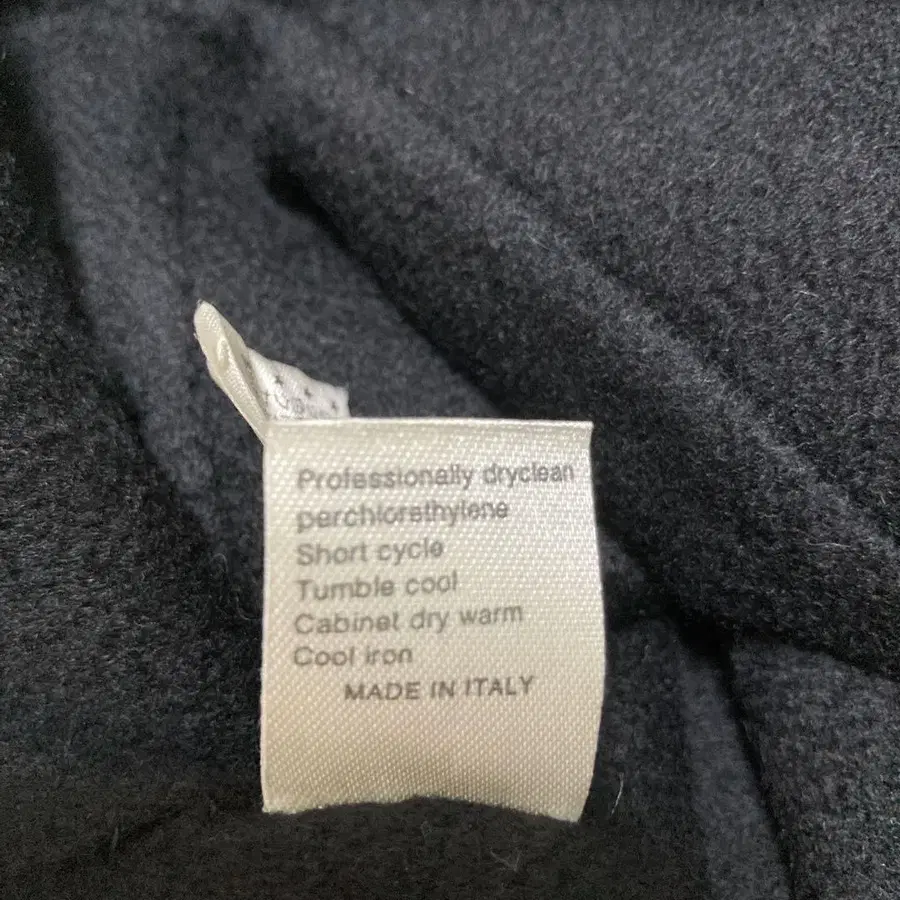 Professionally dryclean
perchlorethylene
Short cycle
Tumble cool
Cabinet dry warm
Cool iron
MADE IN ITALY